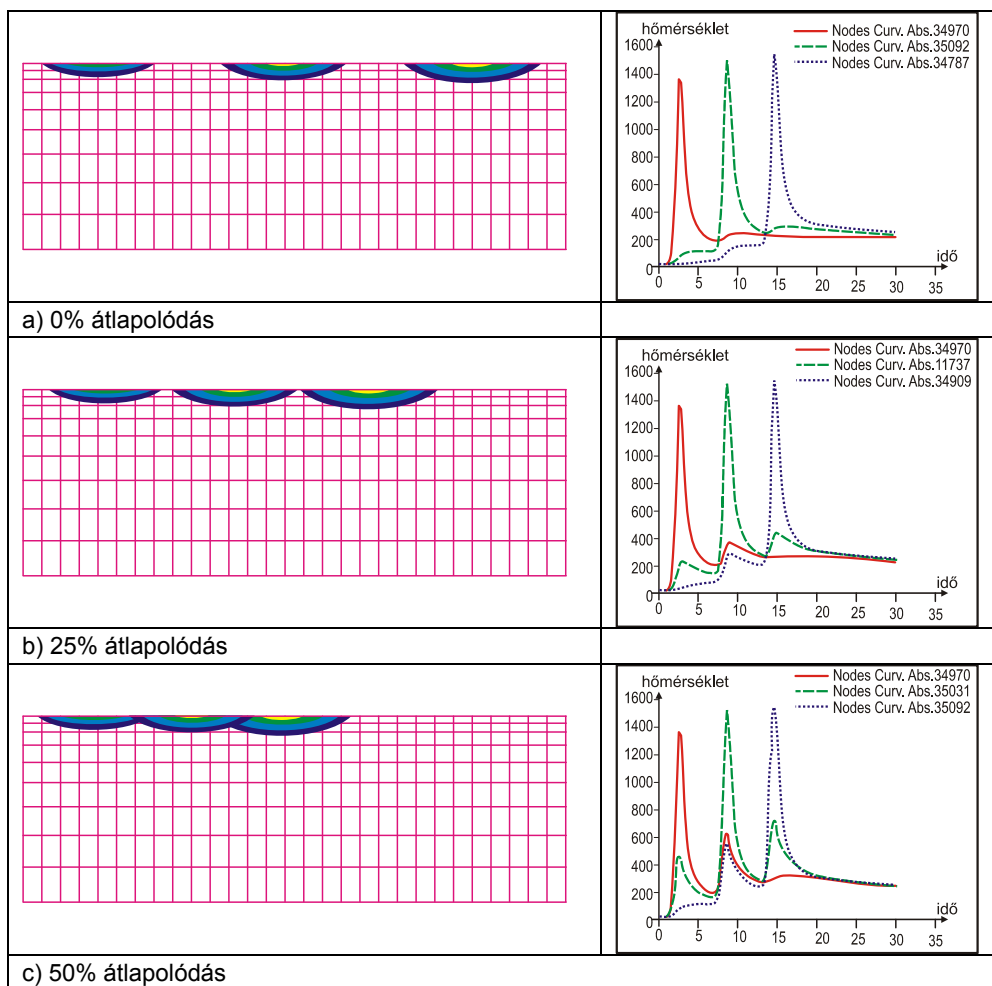 hőmérséklet
Nodes Curv. Abs.34970
Nodes Curv. Abs.35092
Nodes Curv. Abs.34787
1600
1400
1200
1000
800
600
400
200
0
0 5 10 15 20 25 30 35
idő
a) 0% átlapolódás
hőmérséklet
Nodes Curv. Abs.34970
Nodes Curv. Abs.11737
Nodes Curv. Abs.34909
1600
1400
1200
1000
800
600
400
200
0
0 5 10 15 20 25 30 35
idő
b) 25% átlapolódás
hőmérséklet
Nodes Curv. Abs.34970
Nodes Curv. Abs.35031
Nodes Curv. Abs.35092
1600
1400
1200
1000
800
600
400
200
0
0 5 10 15 20 25 30 35
idő
c) 50% átlapolódás